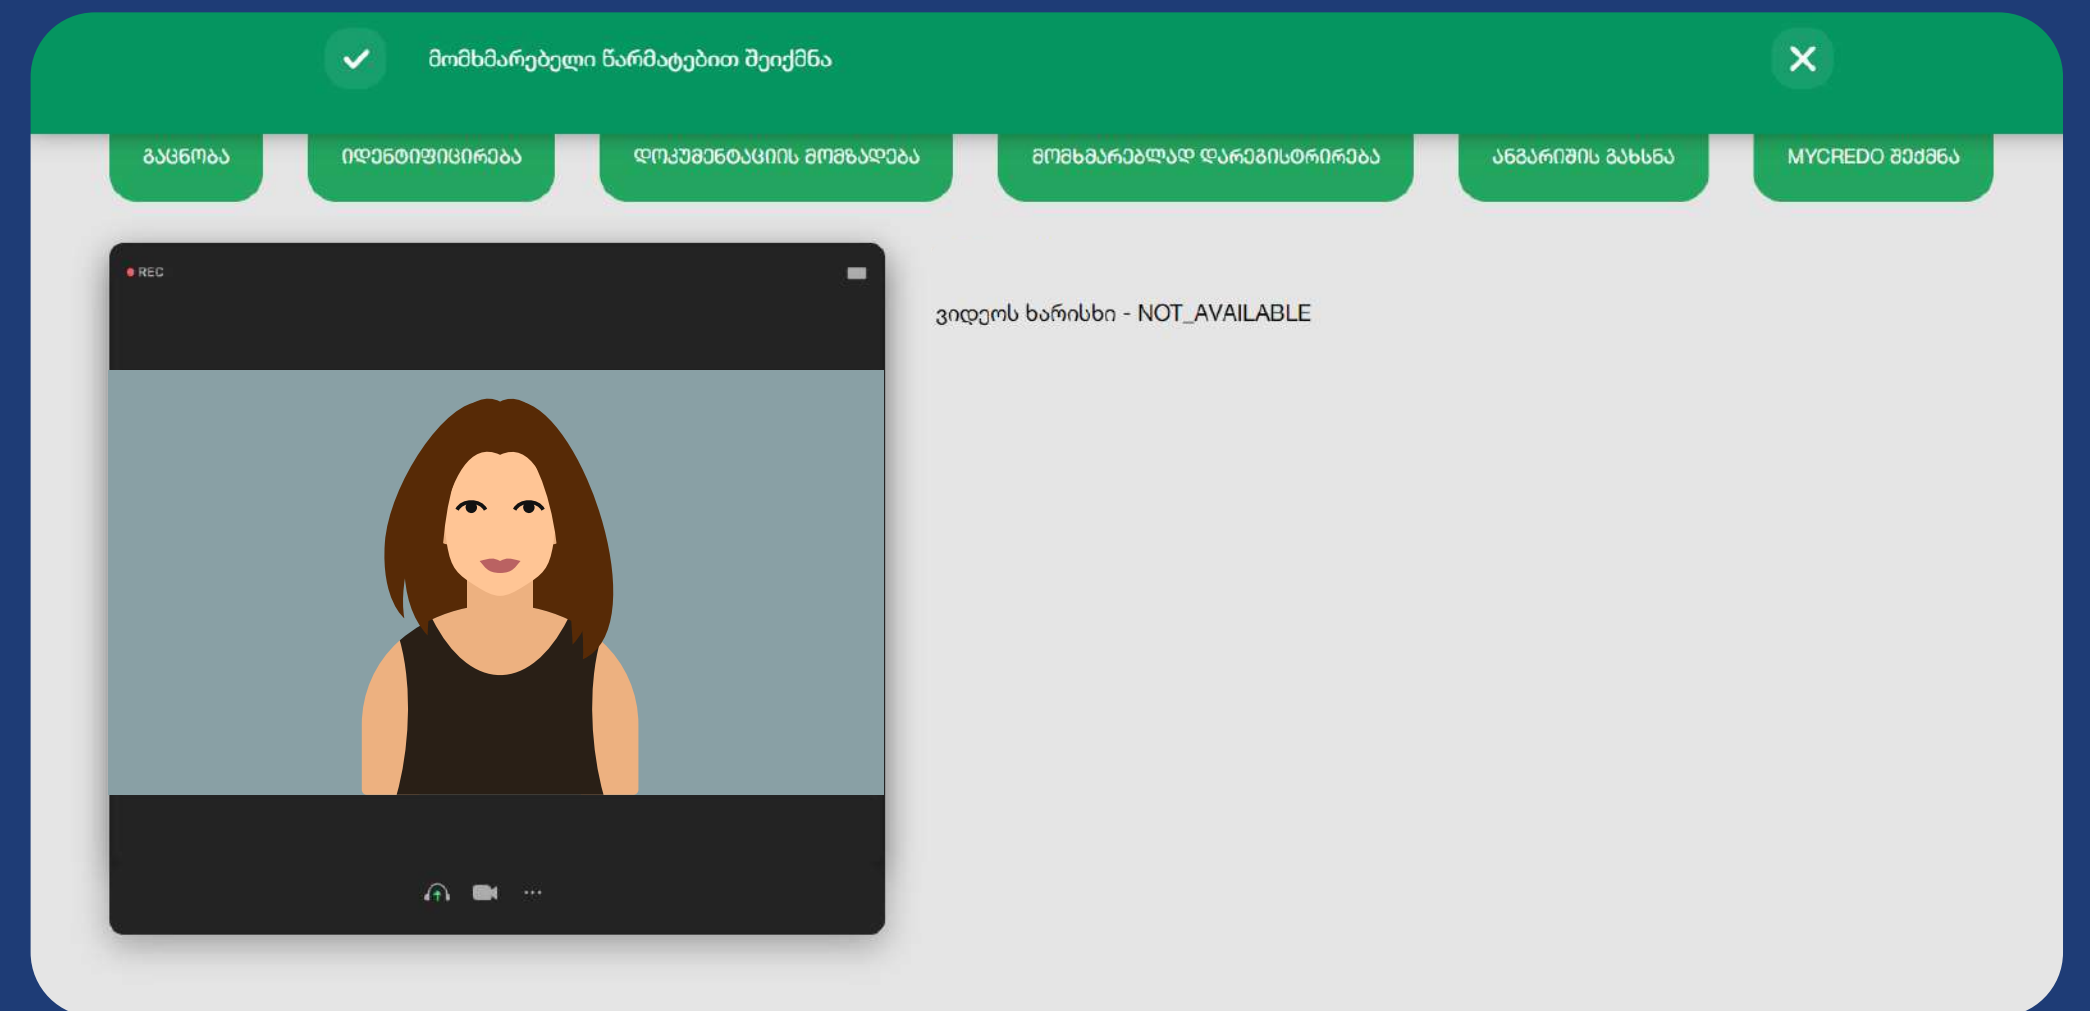 მომხმარებელი წარმატებით შეიქმნა
ᲒᲐᲪᲜᲝᲑᲐ ᲘᲓᲔᲜᲢᲘᲤᲘᲪᲘᲠᲔᲑᲐ ᲓᲝᲙᲣᲛᲔᲜᲢᲐᲪᲘᲘᲡ ᲛᲝᲛᲖᲐᲓᲔᲑᲐ ᲛᲝᲛᲮᲛᲐᲠᲔᲑᲚᲐᲓ ᲓᲐᲠᲔᲒᲘᲡᲢᲠᲘᲠᲔᲑᲐ ᲐᲜᲒᲐᲠᲘᲨᲘᲡ ᲒᲐᲮᲡᲜᲐ MYCREDO ᲨᲔᲥᲛᲜᲐ
REC
ვიდეოს ხარისხი - NOT_AVAILABLE